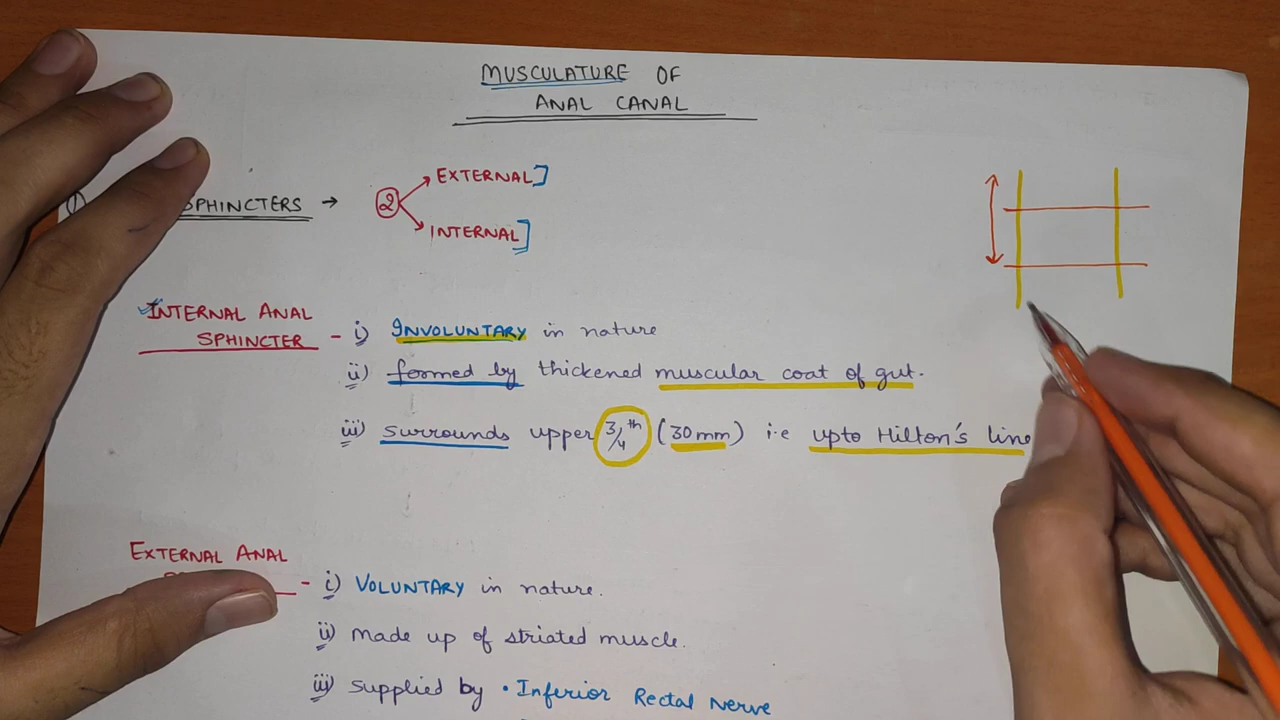 MUSCULATURE OF
ANAL CANAL
SPHINCTERS → 2
EXTERNAL]
INTERNAL]
INTERNAL ANAL
SPHINCTER - i) INVOLUNTARY in nature
ii) formed by thickened muscular coat of gut.
iii) surrounds upper 3/4th (30mm) i.e upto Hilton's line
EXTERNAL ANAL
- i) VOLUNTARY in nature.
ii) made up of striated muscle.
iii) supplied by • Inferior Rectal Nerve